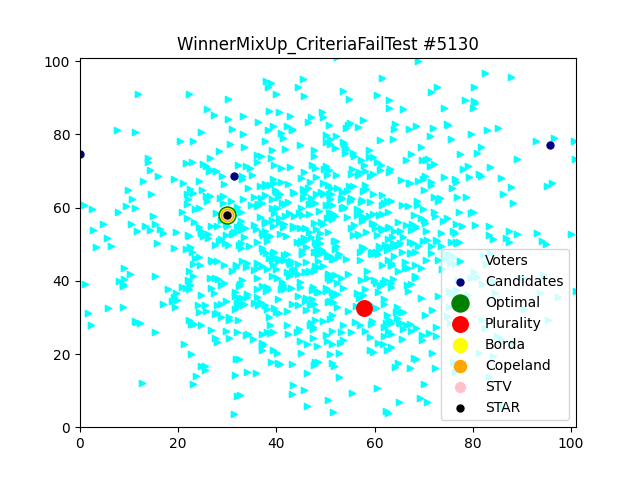 WinnerMixUp_CriteriaFailTest #5130
100
80
60
40
20
0
0
20
40
60
80
100
Voters
Candidates
Optimal
Plurality
Borda
Copeland
STV
STAR